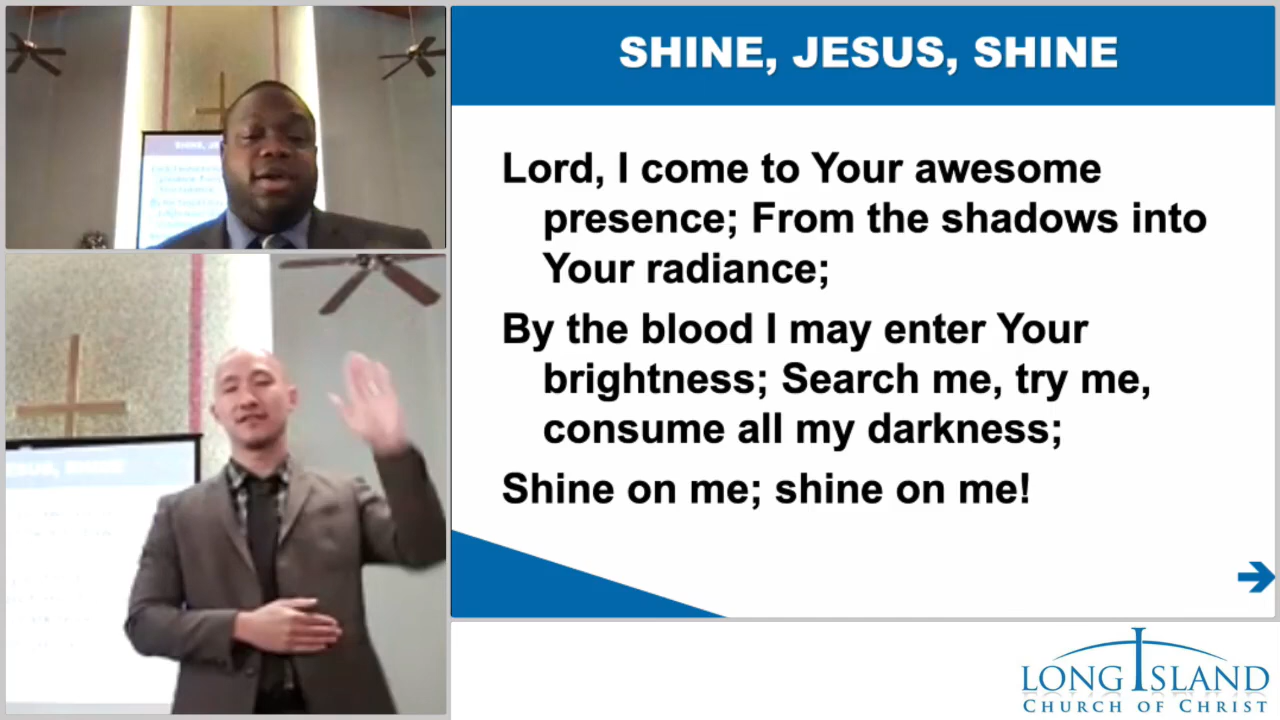 SHINE, JESUS, SHINE
Lord, I come to Your awesome
presence; From the shadows into
Your radiance;
By the blood I may enter Your
brightness; Search me, try me,
consume all my darkness;
Shine on me; shine on me!
LONG ISLAND
CHURCH OF CHRIST